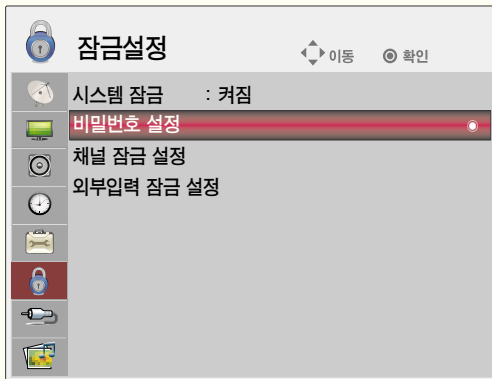 잠금설정 이동 확인
시스템 잠금 : 켜짐
비밀번호 설정
채널 잠금 설정
외부입력 잠금 설정